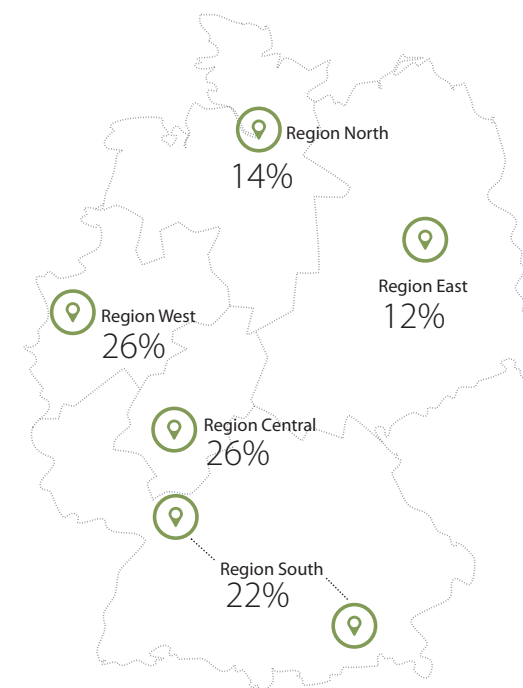 Region North
14%
Region East
12%
Region West
26%
Region Central
26%
Region South
22%